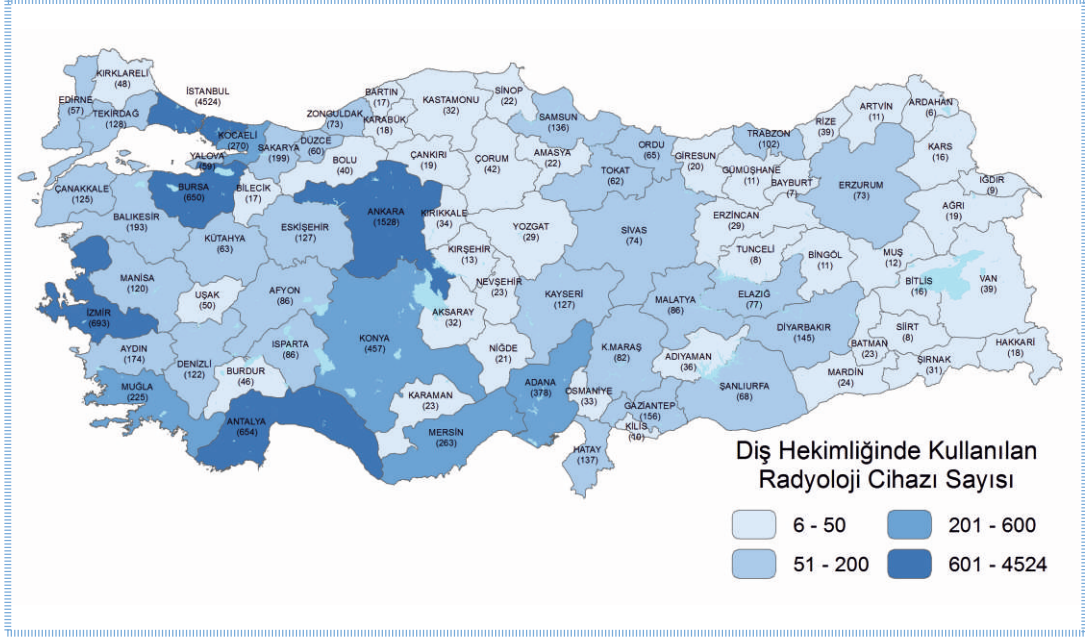 KIRKLARELİ
(48)
EDİRNE
(57)
TEKİRDAĞ
(128)
İSTANBUL
(4524)
KOCAELİ
(270)
YALOVA
(59)
SAKARYA
(199)
DÜZCE
(60)
ZONGULDAK
(73)
BARTIN
(17)
KARABÜK
(18)
KASTAMONU
(32)
SİNOP
(22)
SAMSUN
(136)
ORDU
(65)
GİRESUN
(20)
TRABZON
(102)
RİZE
(39)
ARTVİN
(11)
ARDAHAN
(6)
KARS
(16)
IĞDIR
(9)
AĞRI
(19)
ERZURUM
(73)
BAYBURT
(7)
GÜMÜŞHANE
(11)
ERZİNCAN
(29)
TUNCELİ
(8)
BİNGÖL
(11)
MUŞ
(12)
BİTLİS
(16)
VAN
(39)
HAKKARİ
(18)
ŞIRNAK
(31)
SİİRT
(8)
BATMAN
(23)
MARDİN
(24)
DİYARBAKIR
(145)
ELAZIĞ
(77)
MALATYA
(86)
ADIYAMAN
(36)
ŞANLIURFA
(68)
GAZİANTEP
(156)
KİLİS
(10)
HATAY
(137)
OSMANİYE
(33)
K.MARAŞ
(82)
SİVAS
(74)
TOKAT
(62)
AMASYA
(22)
ÇORUM
(42)
ÇANKIRI
(19)
BOLU
(40)
BİLECİK
(17)
BURSA
(650)
ÇANAKKALE
(125)
BALIKESİR
(193)
KÜTAHYA
(63)
ESKİŞEHİR
(127)
ANKARA
(1528)
KIRIKKALE
(34)
YOZGAT
(29)
KIRŞEHİR
(13)
NEVŞEHİR
(23)
KAYSERİ
(127)
AKSARAY
(32)
NİĞDE
(21)
KONYA
(457)
AFYON
(86)
UŞAK
(50)
MANİSA
(120)
İZMİR
(693)
AYDIN
(174)
DENİZLİ
(122)
ISPARTA
(86)
BURDUR
(46)
MUĞLA
(225)
ANTALYA
(654)
KARAMAN
(23)
MERSİN
(263)
ADANA
(378)
Diş Hekimliğinde Kullanılan
Radyoloji Cihazı Sayısı
6 - 50
201 - 600
51 - 200
601 - 4524